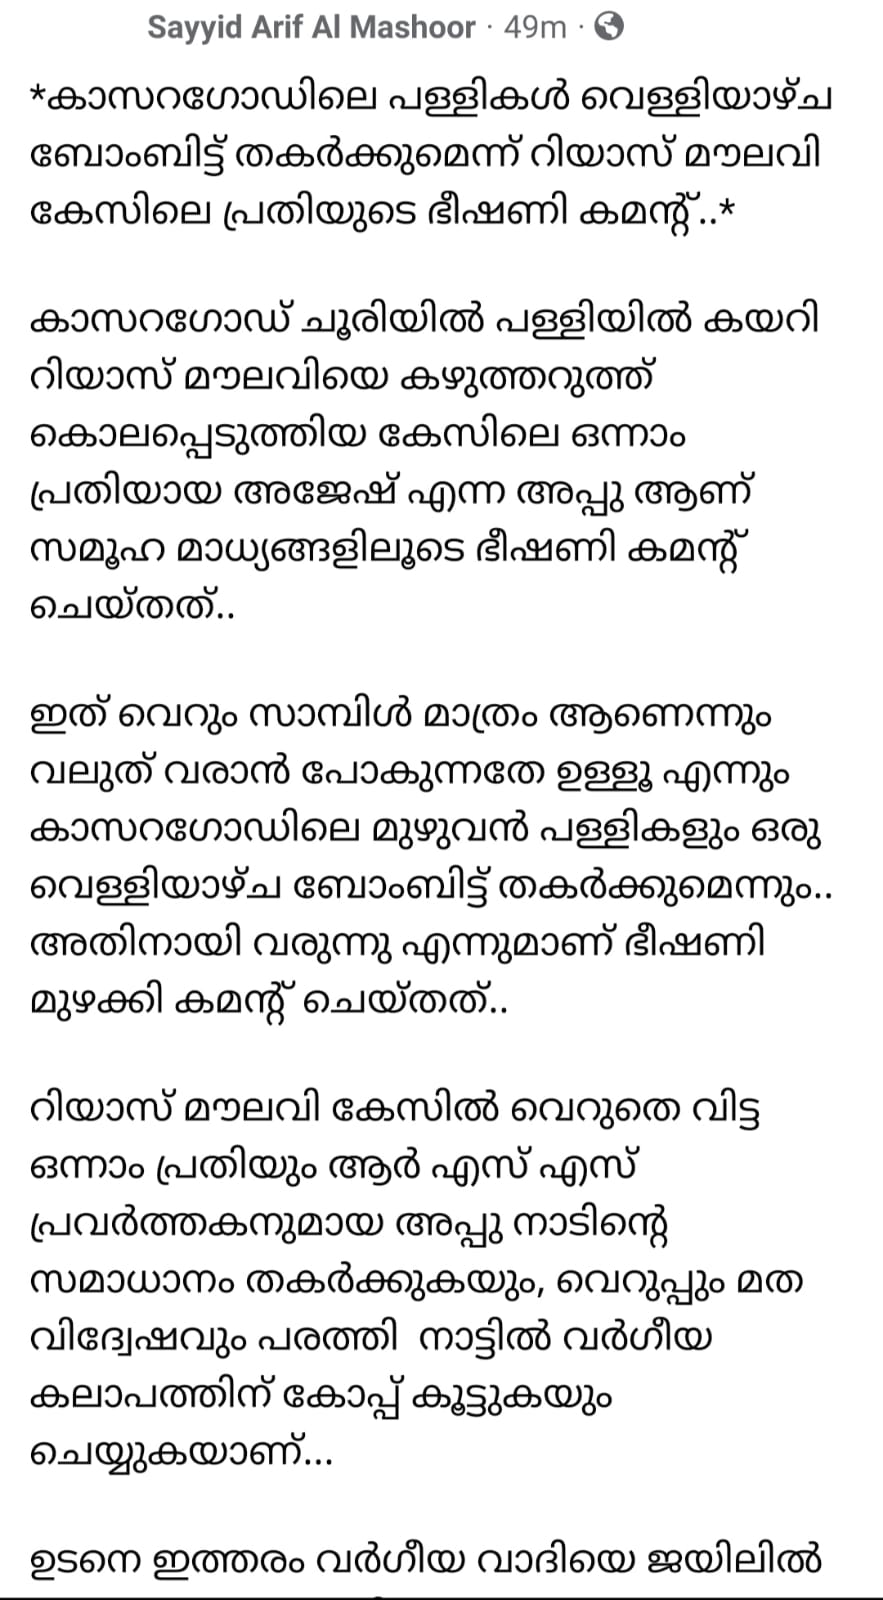 Sayyid Arif Al Mashoor · 49m ·
*കാസറഗോഡിലെ പള്ളികൾ വെള്ളിയാഴ്ച
ബോംബിട്ട് തകർക്കുമെന്ന് റിയാസ് മൗലവി
കേസിലെ പ്രതിയുടെ ഭീഷണി കമന്റ്..*
കാസറഗോഡ് ചൂരിയിൽ പള്ളിയിൽ കയറി
റിയാസ് മൗലവിയെ കഴുത്തറുത്ത്
കൊലപ്പെടുത്തിയ കേസിലെ ഒന്നാം
പ്രതിയായ അജേഷ് എന്ന അപ്പു ആണ്
സമൂഹ മാധ്യങ്ങളിലൂടെ ഭീഷണി കമന്റ്
ചെയ്തത്..
ഇത് വെറും സാമ്പിൾ മാത്രം ആണെന്നും
വലുത് വരാൻ പോകുന്നതേ ഉള്ളൂ എന്നും
കാസറഗോഡിലെ മുഴുവൻ പള്ളികളും ഒരു
വെള്ളിയാഴ്ച ബോംബിട്ട് തകർക്കുമെന്നും..
അതിനായി വരുന്നു എന്നുമാണ് ഭീഷണി
മുഴക്കി കമന്റ് ചെയ്തത്..
റിയാസ് മൗലവി കേസിൽ വെറുതെ വിട്ട
ഒന്നാം പ്രതിയും ആർ എസ് എസ്
പ്രവർത്തകനുമായ അപ്പു നാടിന്റെ
സമാധാനം തകർക്കുകയും, വെറുപ്പും മത
വിദ്വേഷവും പരത്തി നാട്ടിൽ വർഗീയ
കലാപത്തിന് കോപ്പ് കൂട്ടുകയും
ചെയ്യുകയാണ്...
ഉടനെ ഇത്തരം വർഗീയ വാദിയെ ജയിലിൽ